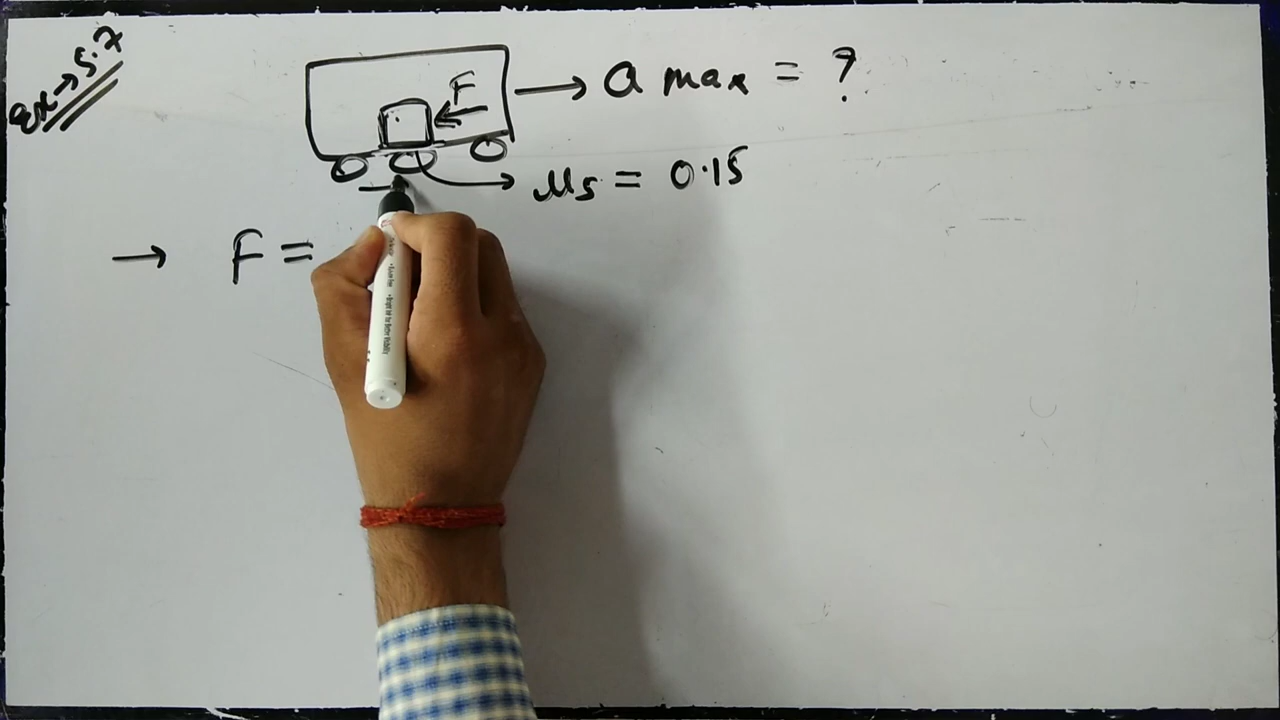 Ex → 5.7
F
→ a max = ?
→ μs = 0.15
→ F =